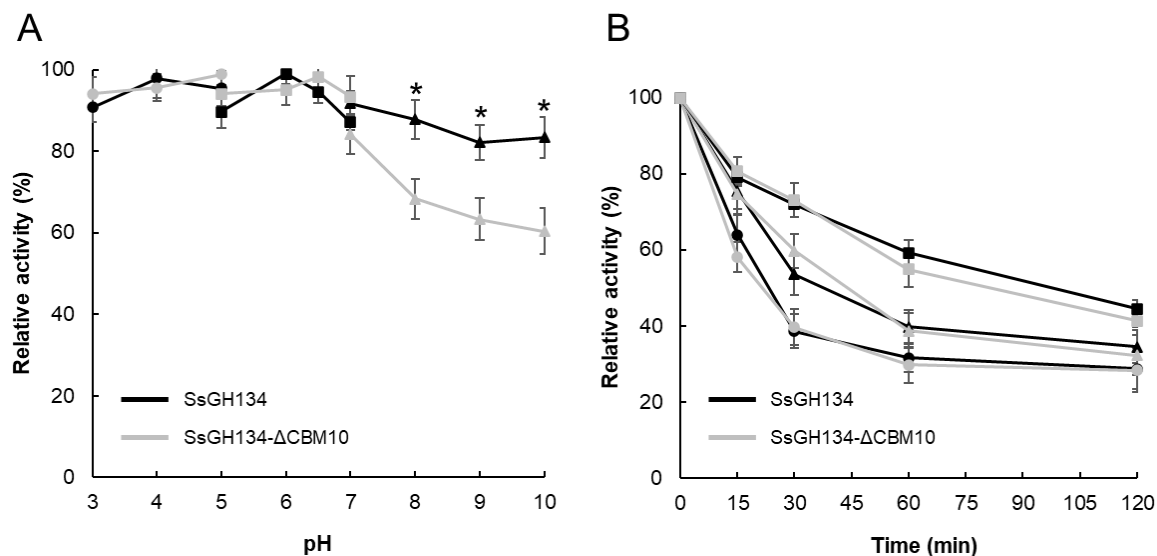 A
Relative activity (%)
100
80
60
40
20
0
* * *
SsGH134
SsGH134-ΔCBM10
3 4 5 6 7 8 9 10
pH
B
Relative activity (%)
100
80
60
40
20
0
SsGH134
SsGH134-ΔCBM10
0 15 30 45 60 75 90 105 120
Time (min)